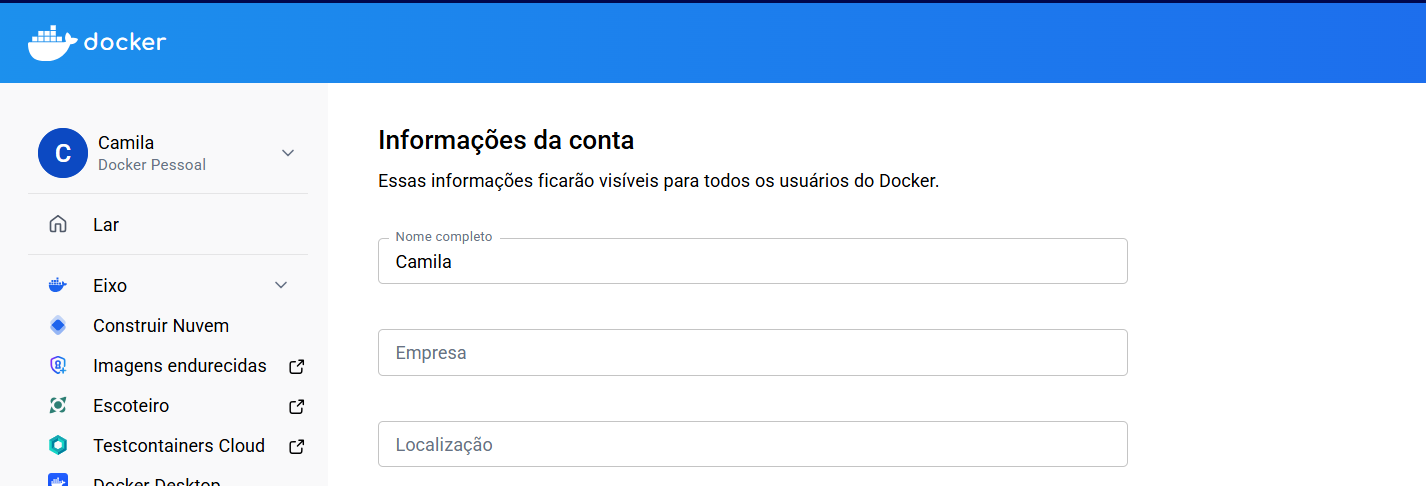 docker
C
Camila
Docker Pessoal
Lar
Eixo
Construir Nuvem
Imagens endurecidas
Escoteiro
Testcontainers Cloud
Docker Desktop
Informações da conta
Essas informações ficarão visíveis para todos os usuários do Docker.
Nome completo
Camila
Empresa
Localização